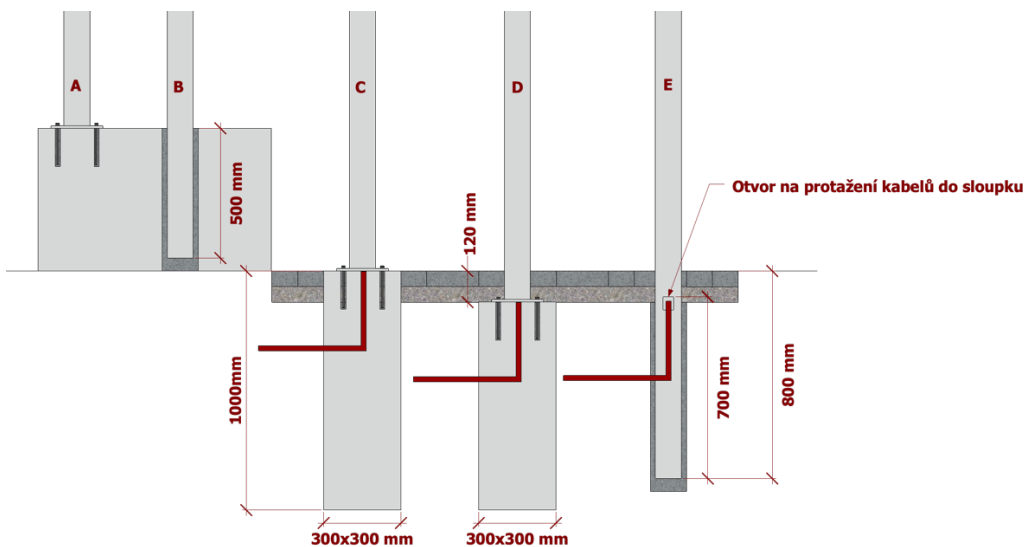 A
B
C
D
E
500 mm
120 mm
Otvor na protažení kabelů do sloupku
1000mm
700 mm
800 mm
300x300 mm
300x300 mm